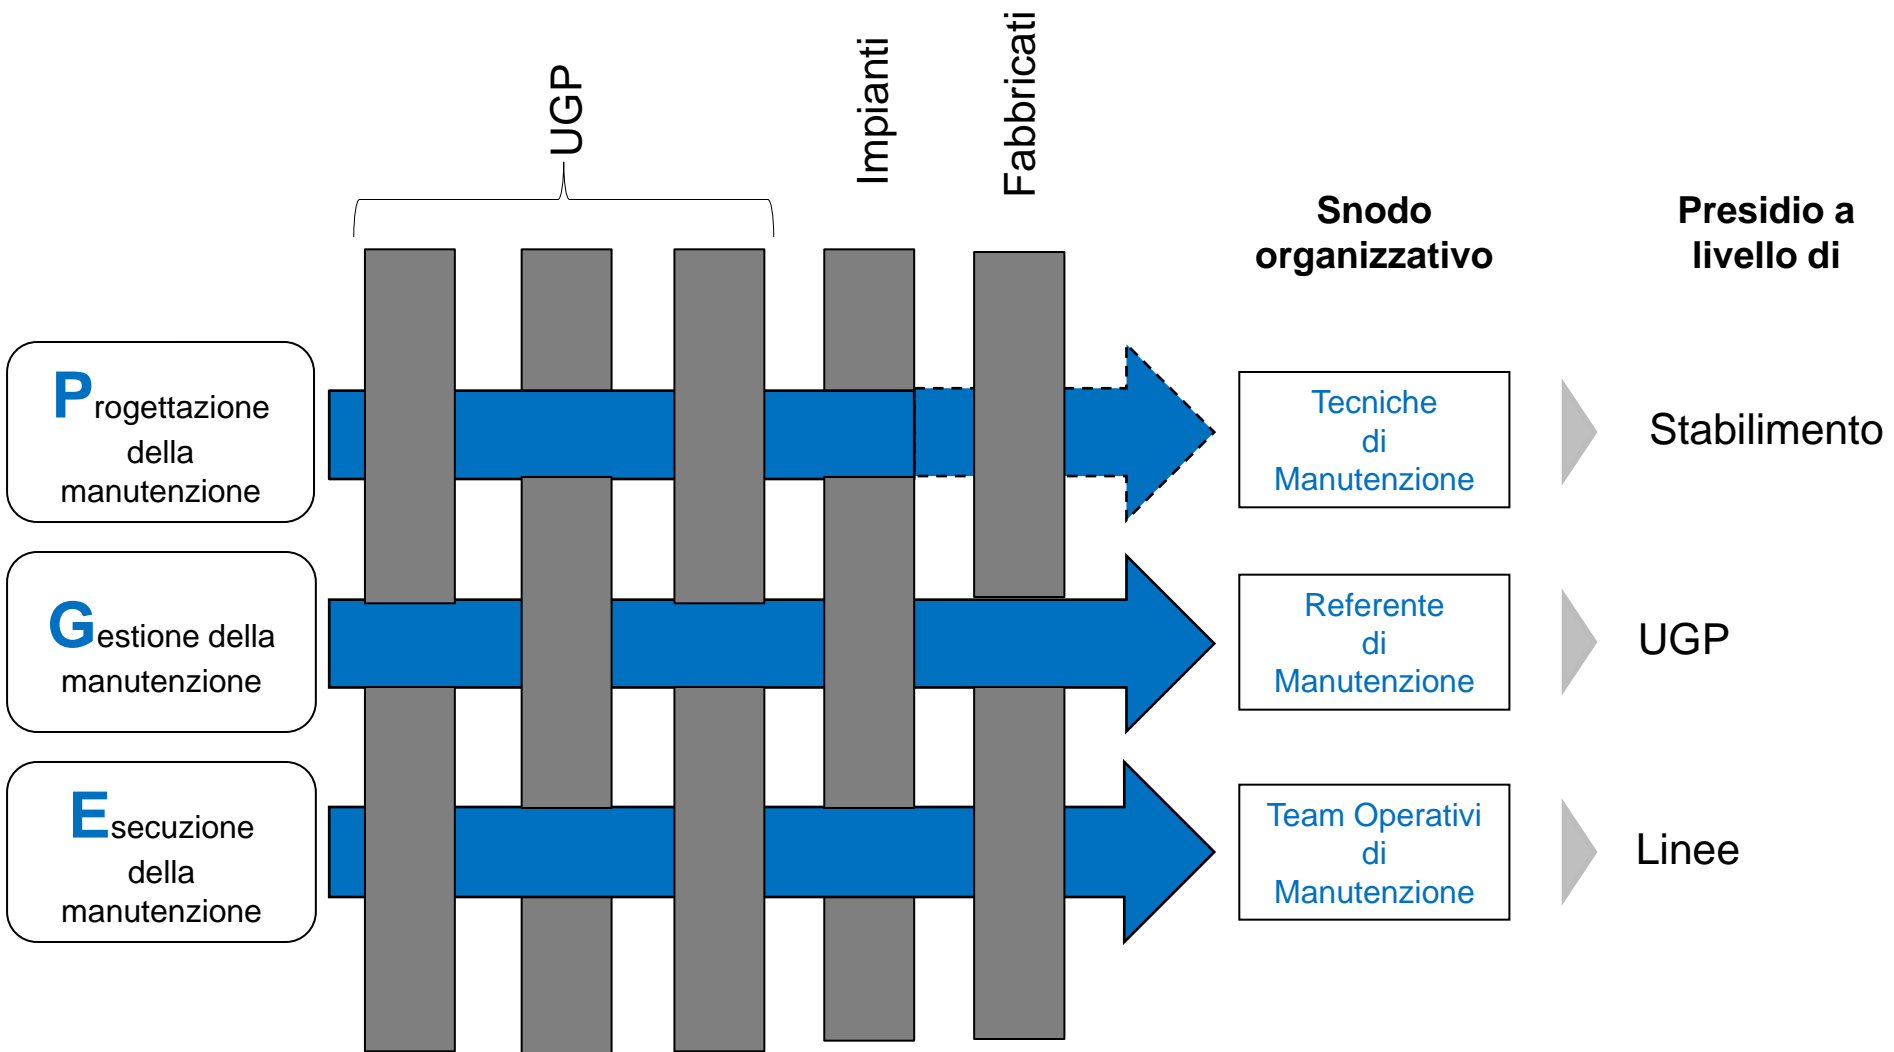 UGP
Impianti
Fabbricati
Snodo
organizzativo
Presidio a
livello di
Progettazione
della
manutenzione
Tecniche
di
Manutenzione
Stabilimento
Gestione della
manutenzione
Referente
di
Manutenzione
UGP
Esecuzione
della
manutenzione
Team Operativi
di
Manutenzione
Linee